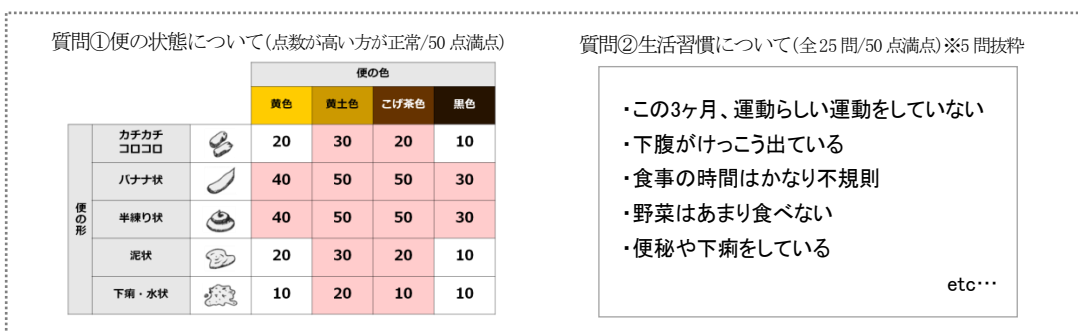 質問①便の状態について(点数が高い方が正常/50 点満点)
便の色
黄色 黄土色 こげ茶色 黒色
便の形
カチカチ
コロコロ
20 30 20 10
バナナ状 40 50 50 30
半練り状 40 50 50 30
泥状 20 30 20 10
下痢・水状 10 20 10 10
質問②生活習慣について(全25 問/50 点満点)※5 問抜粋
・この3ヶ月、運動らしい運動をしていない
・下腹がけっこう出ている
・食事の時間はかなり不規則
・野菜はあまり食べない
・便秘や下痢をしている
etc…